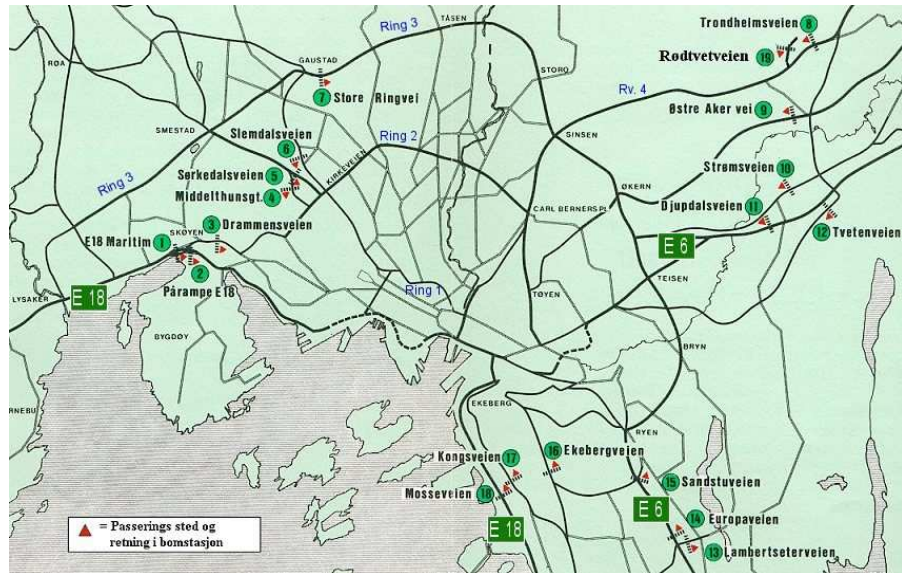 Ring 3
TÅSEN
Trondheimsveien 8
RØA
GAUSTAD
19
Rødtvetveien
STORO
7 Store Ringvei
Rv. 4
Østre Aker vei 9
SMESTAD
Slemdalsveien
6
Ring 2
SINSEN
Sørkedalsveien 5
KIRKEVEIEN
Strømsveien 10
Ring 3
Middelthunsgt. 4
ØKERN
Djupdalsveien
11
3 Drammensveien
CARL BERNERS PL.
SKØYEN
E18 Maritim 1
E 6
12 Tvetenveien
2
Pårampe E18
TEISEN
LYSAKER
E 18
Ring 1
TØYEN
BYGDØY
BRYN
EKEBERG
RYEN
Kongsveien 17
16 Ekebergveien
Mosseveien
18
15 Sandstuveien
E 6
14 Europaveien
E 18
13 Lambertseterveien
= Passerings sted og
retning i bomstasjon